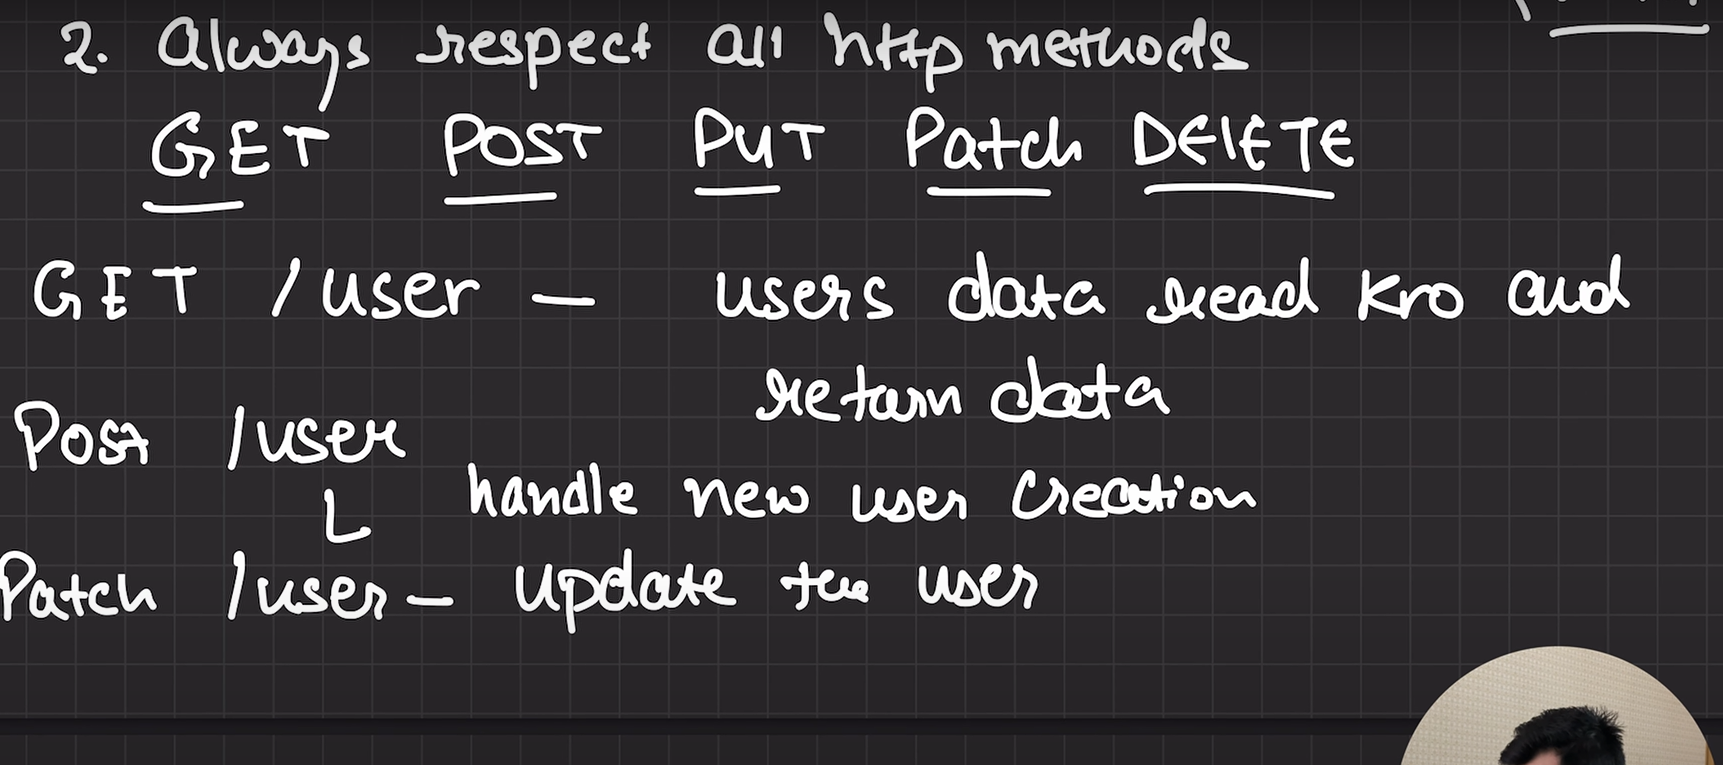 2. Always respect all http methods
GET POST PUT Patch DELETE
GET /user — users data read kro and
return data
Post /user
handle new user creation
Patch /user — update the user